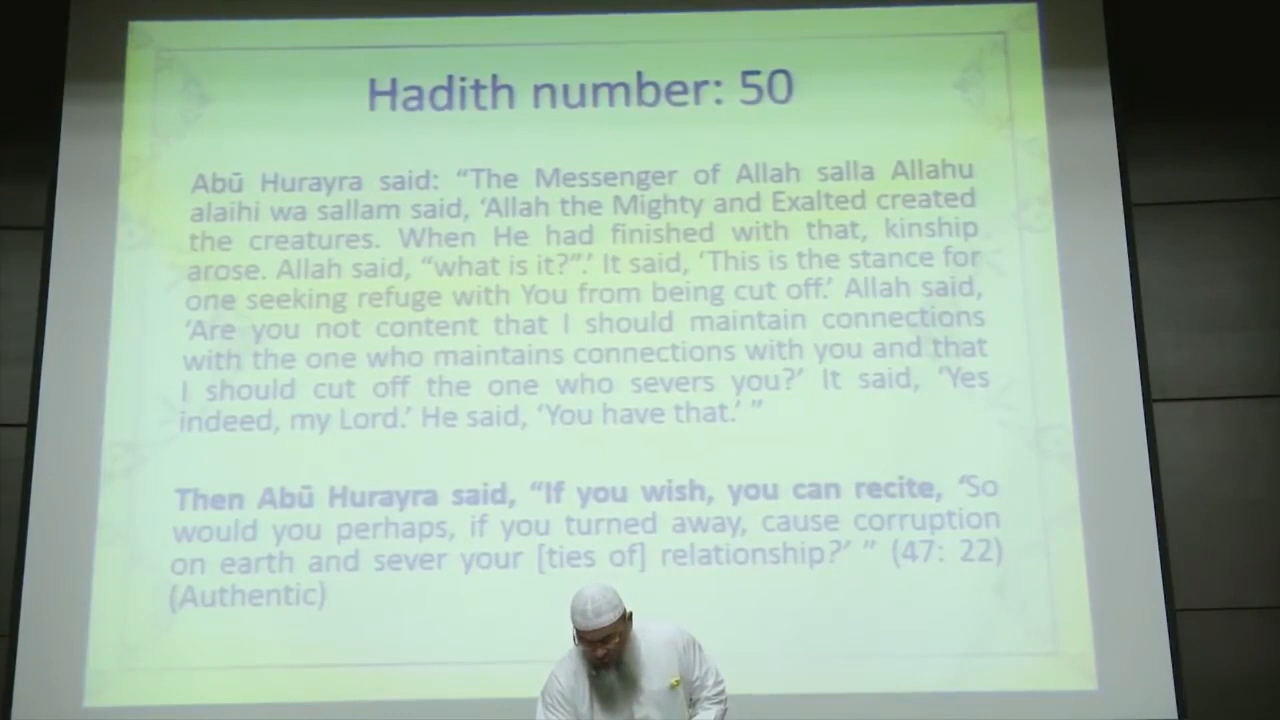 Hadith number: 50
Abū Hurayra said: “The Messenger of Allah salla Allahu
alaihi wa sallam said, ‘Allah the Mighty and Exalted created
the creatures. When He had finished with that, kinship
arose. Allah said, “what is it?”.’ It said, ‘This is the stance for
one seeking refuge with You from being cut off.’ Allah said,
‘Are you not content that I should maintain connections
with the one who maintains connections with you and that
I should cut off the one who severs you?’ It said, ‘Yes
indeed, my Lord.’ He said, ‘You have that.’ ”
Then Abū Hurayra said, “If you wish, you can recite, ‘So
would you perhaps, if you turned away, cause corruption
on earth and sever your [ties of] relationship?’ ” (47: 22)
(Authentic)